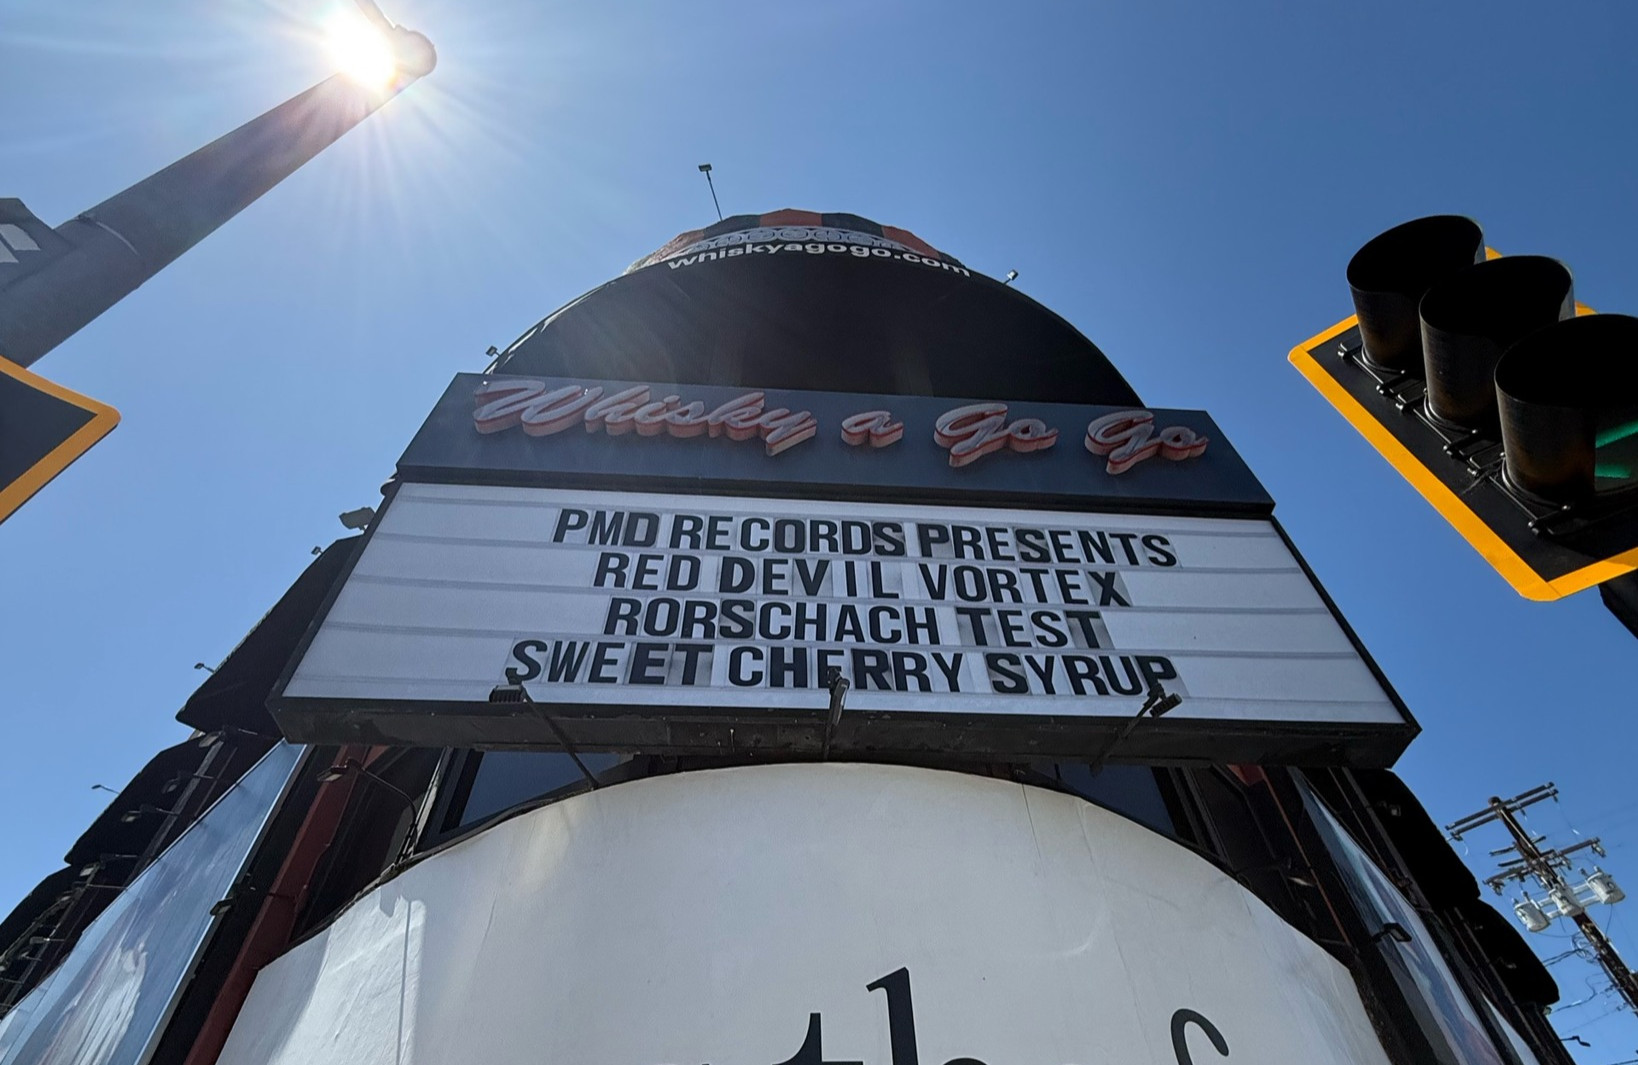 whiskyagogo.com
Whisky a Go Go
PMD RECORDS PRESENTS
RED DEVIL VORTEX
RORSCHACH TEST
SWEET CHERRY SYRUP